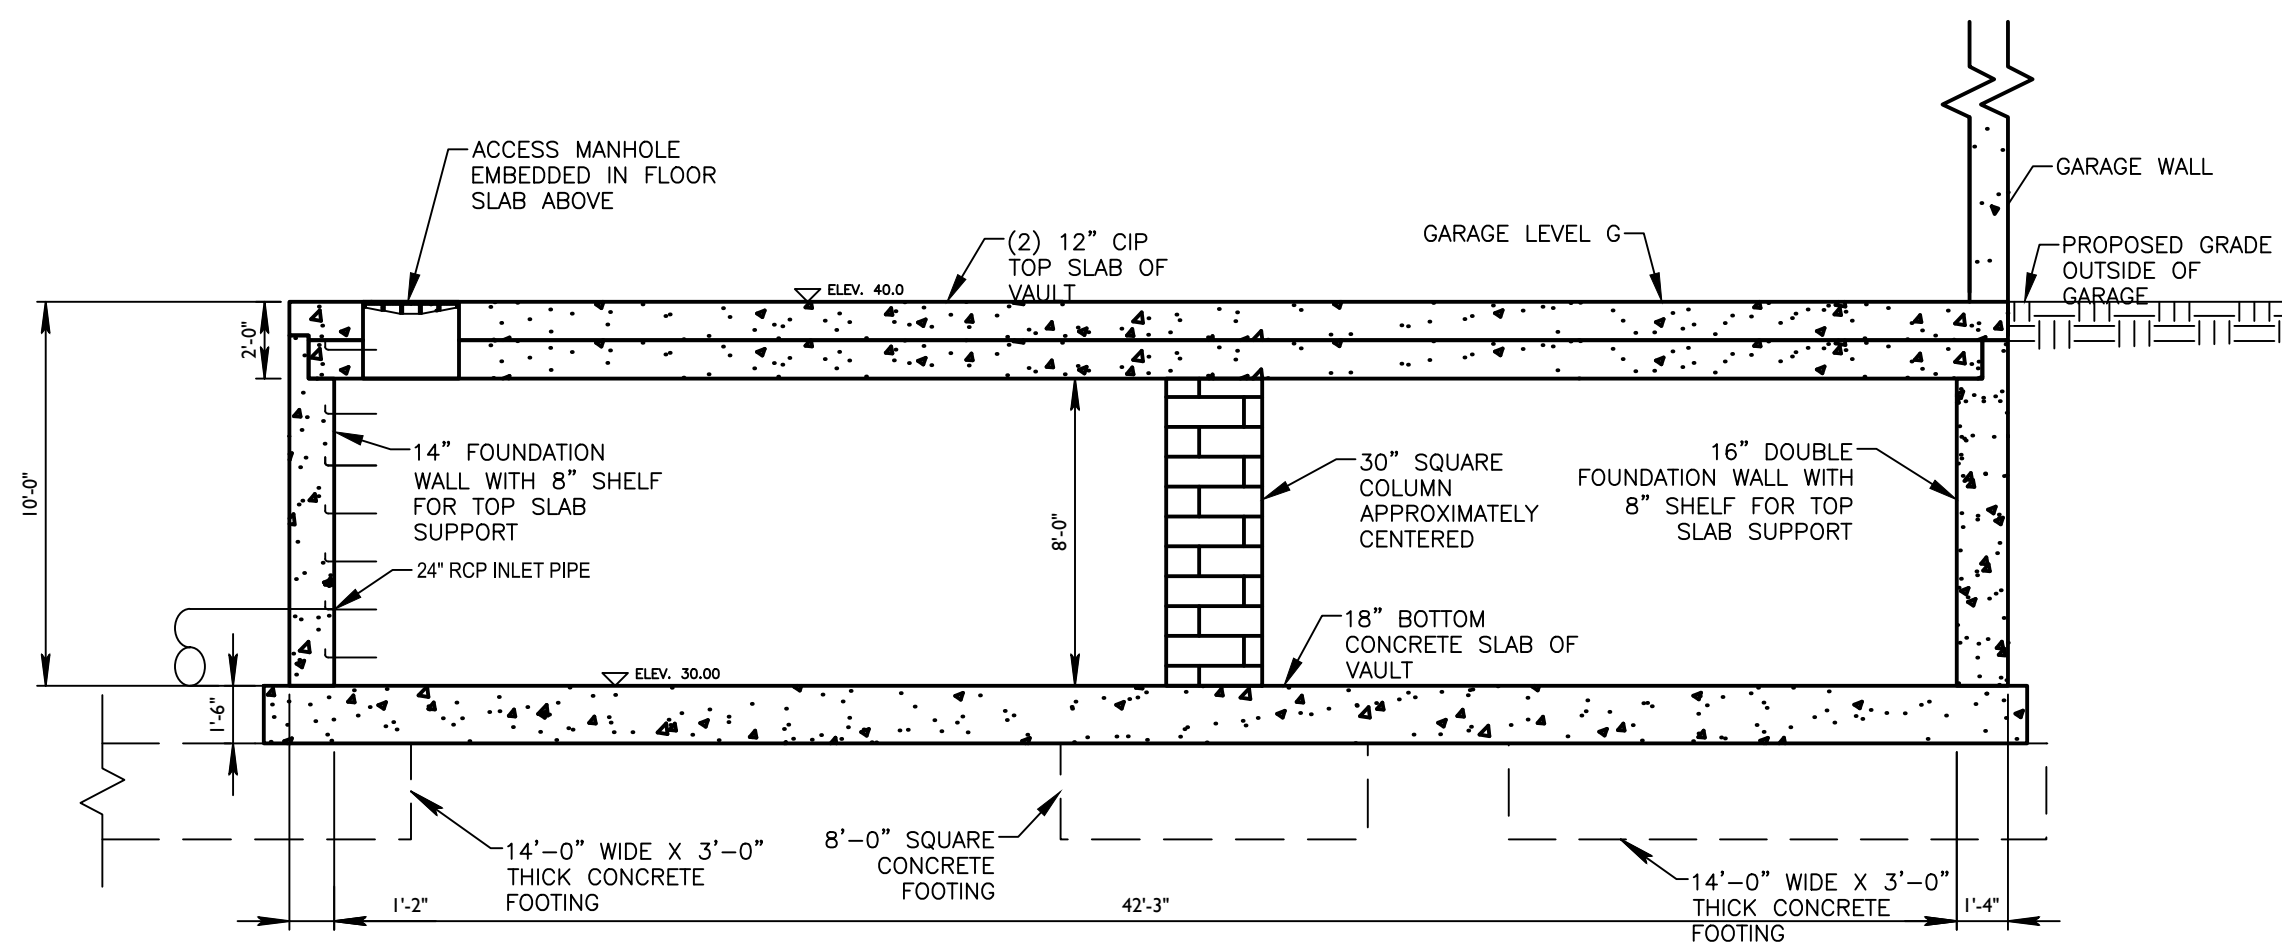 ACCESS MANHOLE
EMBEDDED IN FLOOR
SLAB ABOVE
GARAGE WALL
(2) 12” CIP
TOP SLAB OF
VAULT
GARAGE LEVEL G
PROPOSED GRADE
OUTSIDE OF
GARAGE
ELEV. 40.0
2'-0"
10'-0"
14” FOUNDATION
WALL WITH 8” SHELF
FOR TOP SLAB
SUPPORT
24" RCP INLET PIPE
8'-0"
30” SQUARE
COLUMN
APPROXIMATELY
CENTERED
16” DOUBLE
FOUNDATION WALL WITH
8” SHELF FOR TOP
SLAB SUPPORT
18” BOTTOM
CONCRETE SLAB OF
VAULT
ELEV. 30.00
1'-6"
14’-0” WIDE X 3’-0”
THICK CONCRETE
FOOTING
8’-0” SQUARE
CONCRETE
FOOTING
14’-0” WIDE X 3’-0”
THICK CONCRETE
FOOTING
1'-2"
42'-3"
1'-4"